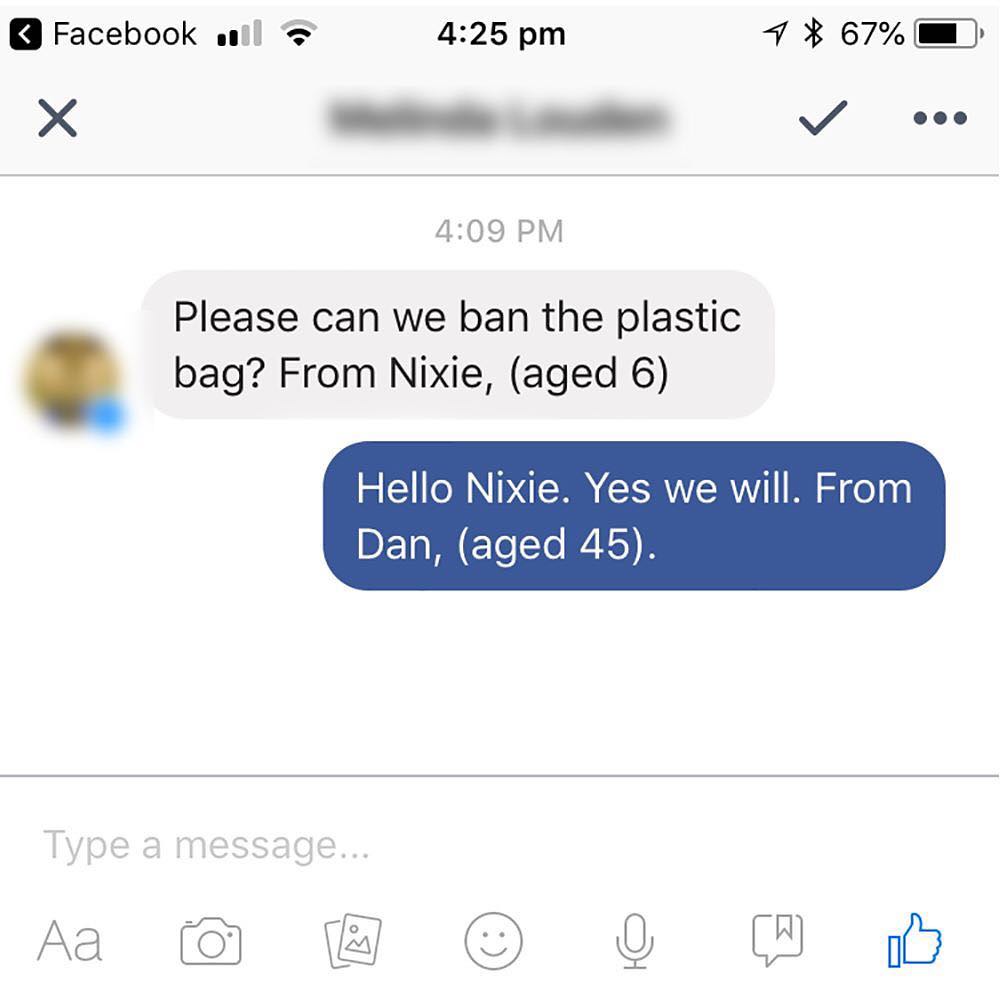 Facebook 4:25 pm 67%
4:09 PM
Please can we ban the plastic
bag? From Nixie, (aged 6)
Hello Nixie. Yes we will. From
Dan, (aged 45).
Type a message...
Aa